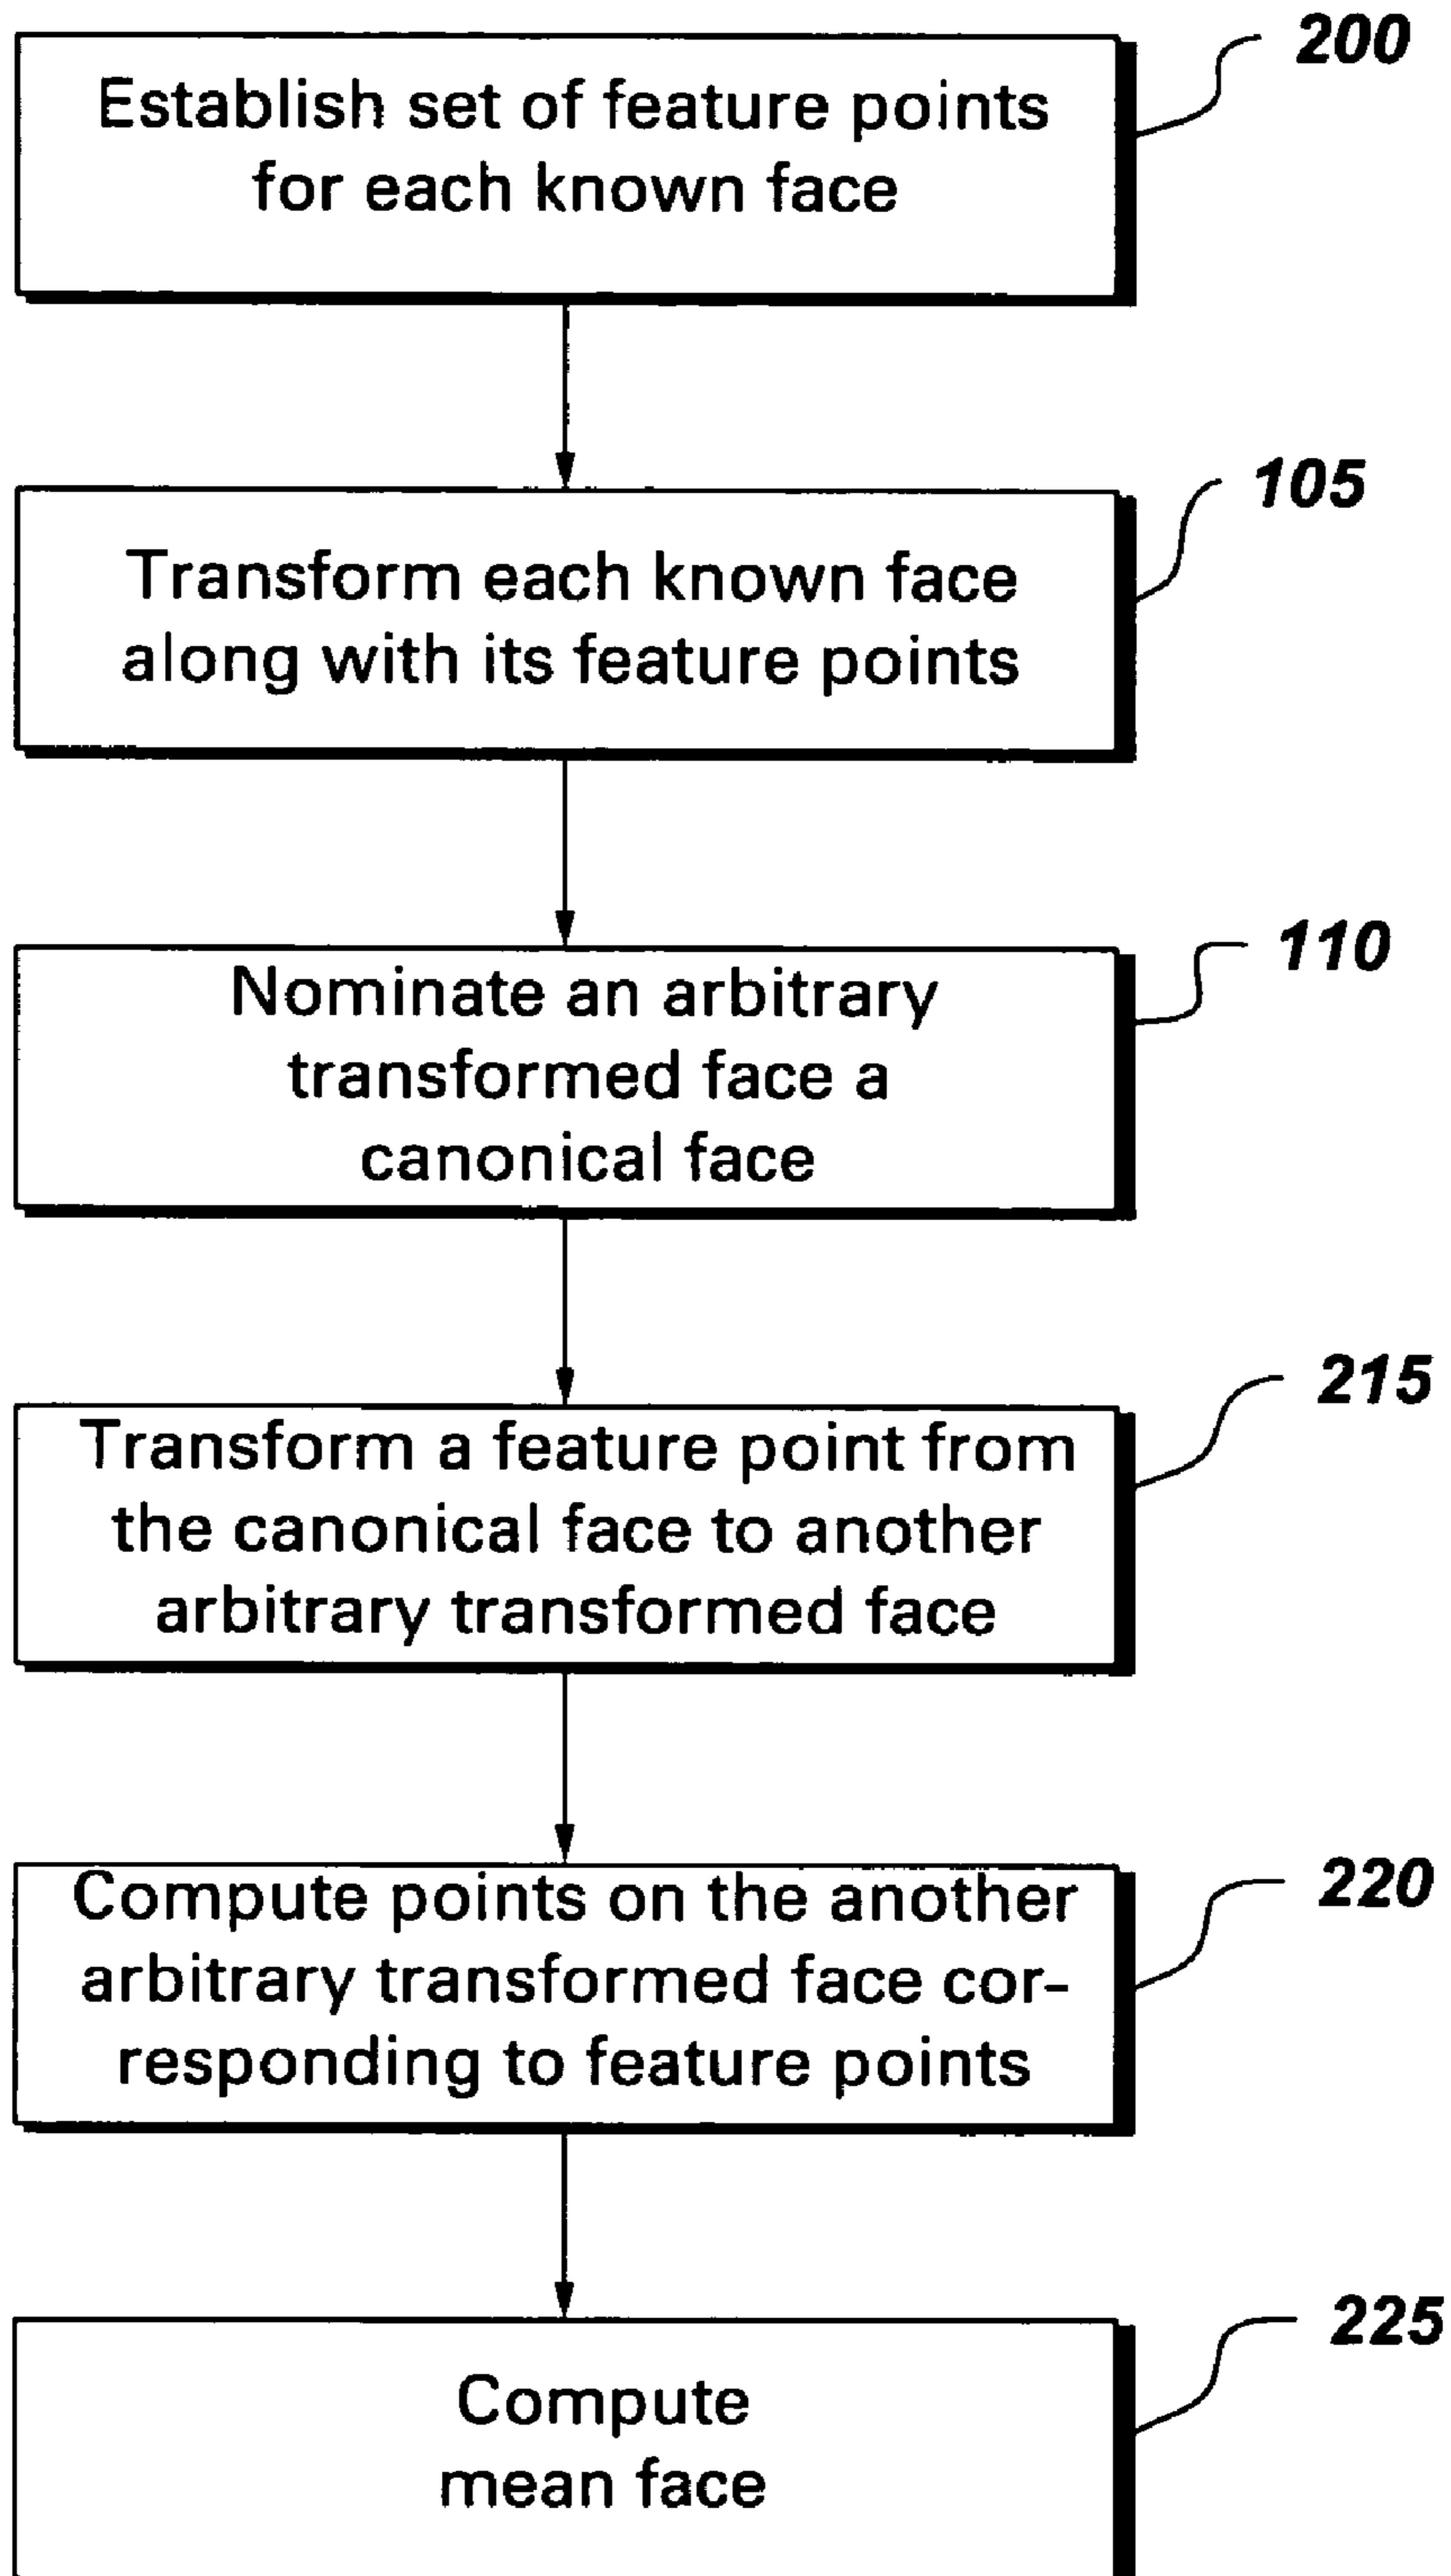 200
Establish set of feature points
for each known face
105
Transform each known face
along with its feature points
110
Nominate an arbitrary
transformed face a
canonical face
215
Transform a feature point from
the canonical face to another
arbitrary transformed face
220
Compute points on the another
arbitrary transformed face cor-
responding to feature points
225
Compute
mean face